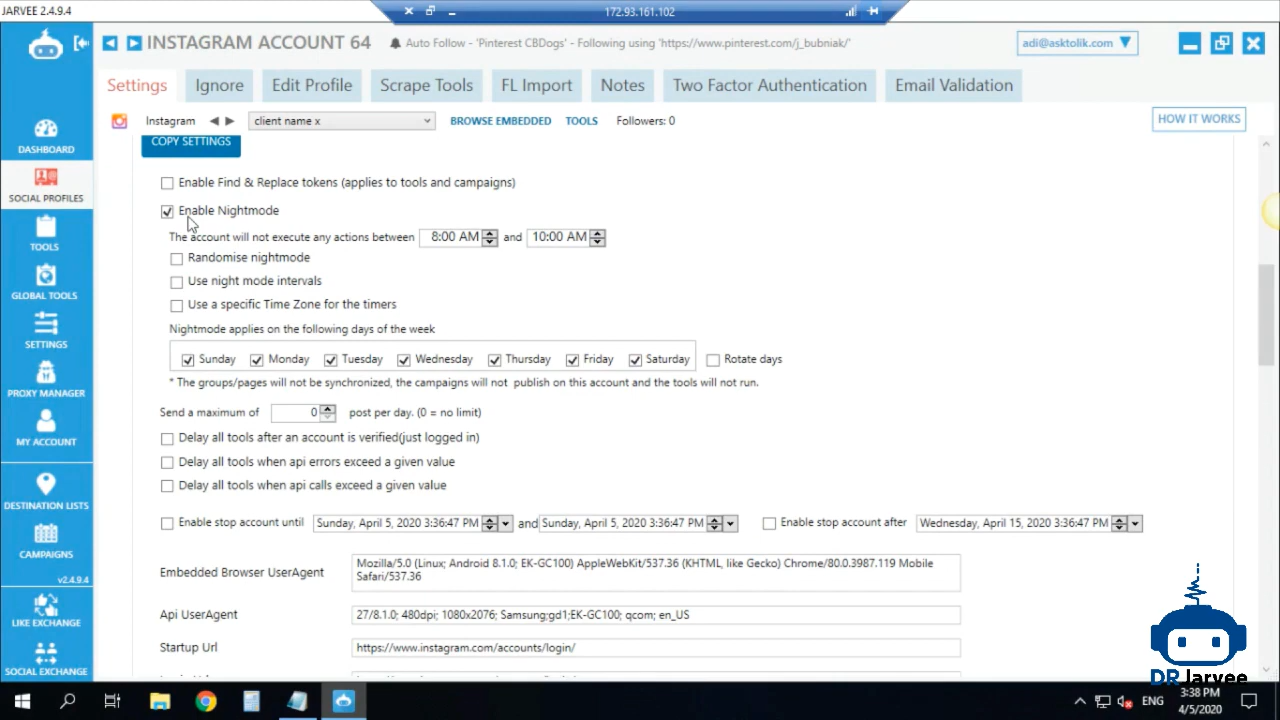 JARVEE 2.4.9.4
172.93.161.102
INSTAGRAM ACCOUNT 64
Auto Follow - 'Pinterest CBDogs' - Following using 'https://www.pinterest.com/j_bubniak/'
adi@asktolik.com
Settings Ignore Edit Profile Scrape Tools FL Import Notes Two Factor Authentication Email Validation
Instagram client name x BROWSE EMBEDDED TOOLS Followers: 0 HOW IT WORKS
COPY SETTINGS
DASHBOARD
SOCIAL PROFILES
TOOLS
GLOBAL TOOLS
SETTINGS
PROXY MANAGER
MY ACCOUNT
DESTINATION LISTS
CAMPAIGNS
v2.4.9.4
LIKE EXCHANGE
SOCIAL EXCHANGE
Enable Find & Replace tokens (applies to tools and campaigns)
Enable Nightmode
The account will not execute any actions between 8:00 AM and 10:00 AM
Randomise nightmode
Use night mode intervals
Use a specific Time Zone for the timers
Nightmode applies on the following days of the week
Sunday Monday Tuesday Wednesday Thursday Friday Saturday Rotate days
* The groups/pages will not be synchronized, the campaigns will not publish on this account and the tools will not run.
Send a maximum of 0 post per day. (0 = no limit)
Delay all tools after an account is verified(just logged in)
Delay all tools when api errors exceed a given value
Delay all tools when api calls exceed a given value
Enable stop account until Sunday, April 5, 2020 3:36:47 PM and Sunday, April 5, 2020 3:36:47 PM Enable stop account after Wednesday, April 15, 2020 3:36:47 PM
Embedded Browser UserAgent Mozilla/5.0 (Linux; Android 8.1.0; EK-GC100) AppleWebKit/537.36 (KHTML, like Gecko) Chrome/80.0.3987.119 Mobile
Safari/537.36
Api UserAgent 27/8.1.0; 480dpi; 1080x2076; Samsung;gd1;EK-GC100; qcom; en_US
Startup Url https://www.instagram.com/accounts/login/
DR Jarvee
ENG
3:38 PM
4/5/2020